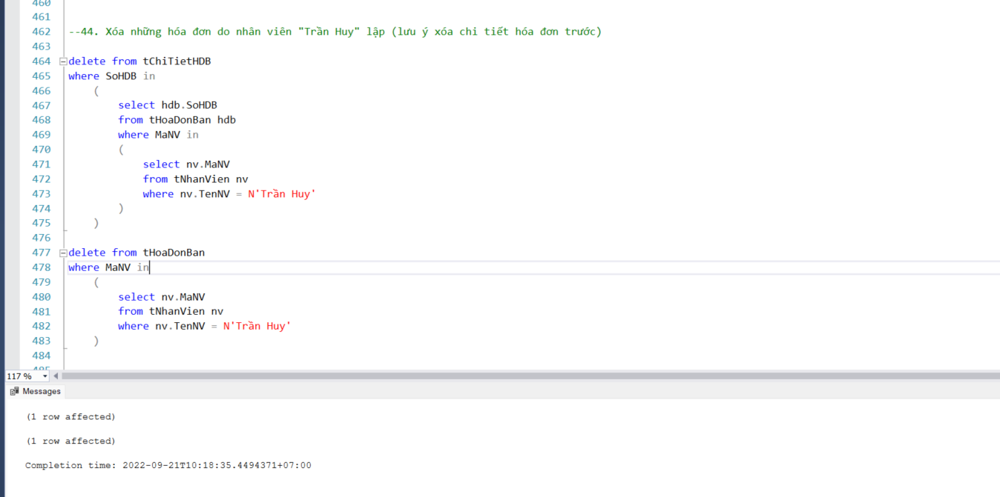 460
461
462 --44. Xóa những hóa đơn do nhân viên "Trần Huy" lập (lưu ý xóa chi tiết hóa đơn trước)
463
464 delete from tChiTietHDB
465 where SoHDB in
466 (
467 select hdb.SoHDB
468 from tHoaDonBan hdb
469 where MaNV in
470 (
471 select nv.MaNV
472 from tNhanVien nv
473 where nv.TenNV = N'Trần Huy'
474 )
475 )
476
477 delete from tHoaDonBan
478 where MaNV in
479 (
480 select nv.MaNV
481 from tNhanVien nv
482 where nv.TenNV = N'Trần Huy'
483 )
484
485
117 %
Messages
(1 row affected)
(1 row affected)
Completion time: 2022-09-21T10:18:35.4494371+07:00